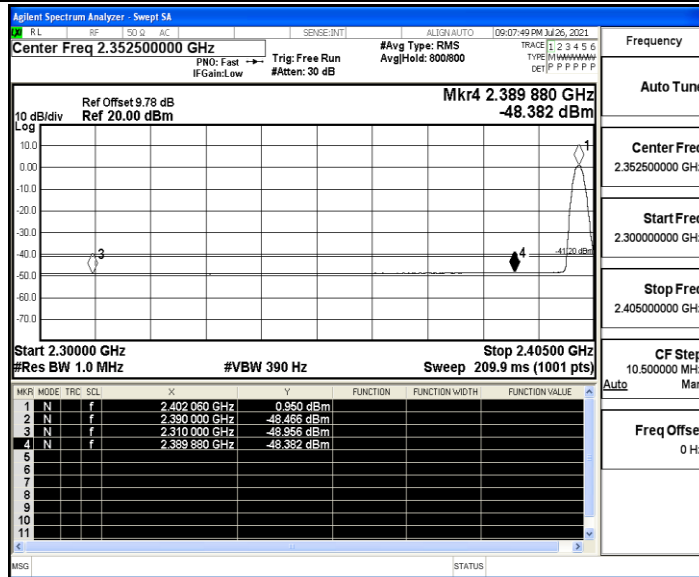 Agilent Spectrum Analyzer - Swept SA
RL RF 50 Ω AC SENSE:INT ALIGN AUTO 09:07:49 PM Jul 26, 2021
Center Freq 2.352500000 GHz
PNO: Fast
IFGain:Low
Trig: Free Run
#Atten: 30 dB
#Avg Type: RMS
Avg|Hold: 800/800
TRACE 1 2 3 4 5 6
TYPE M WWWWW
DET P P P P P P
Ref Offset 9.78 dB
10 dB/div Ref 20.00 dBm
Log
Mkr4 2.389 880 GHz
-48.382 dBm
10.0
0.00
-10.0
-20.0
-30.0
-40.0
-50.0
-60.0
-70.0
1
3
4
-41.20 dBm
Start 2.30000 GHz Stop 2.40500 GHz
#Res BW 1.0 MHz #VBW 390 Hz Sweep 209.9 ms (1001 pts)
MKR MODE TRC SCL X Y FUNCTION FUNCTION WIDTH FUNCTION VALUE
1 N f 2.402 060 GHz 0.950 dBm
2 N f 2.390 000 GHz -48.466 dBm
3 N f 2.310 000 GHz -48.956 dBm
4 N f 2.389 880 GHz -48.382 dBm
5
6
7
8
9
10
11
MSG STATUS
Frequency
Auto Tune
Center Freq
2.352500000 GHz
Start Freq
2.300000000 GHz
Stop Freq
2.405000000 GHz
CF Step
10.500000 MHz
Auto Man
Freq Offset
0 Hz